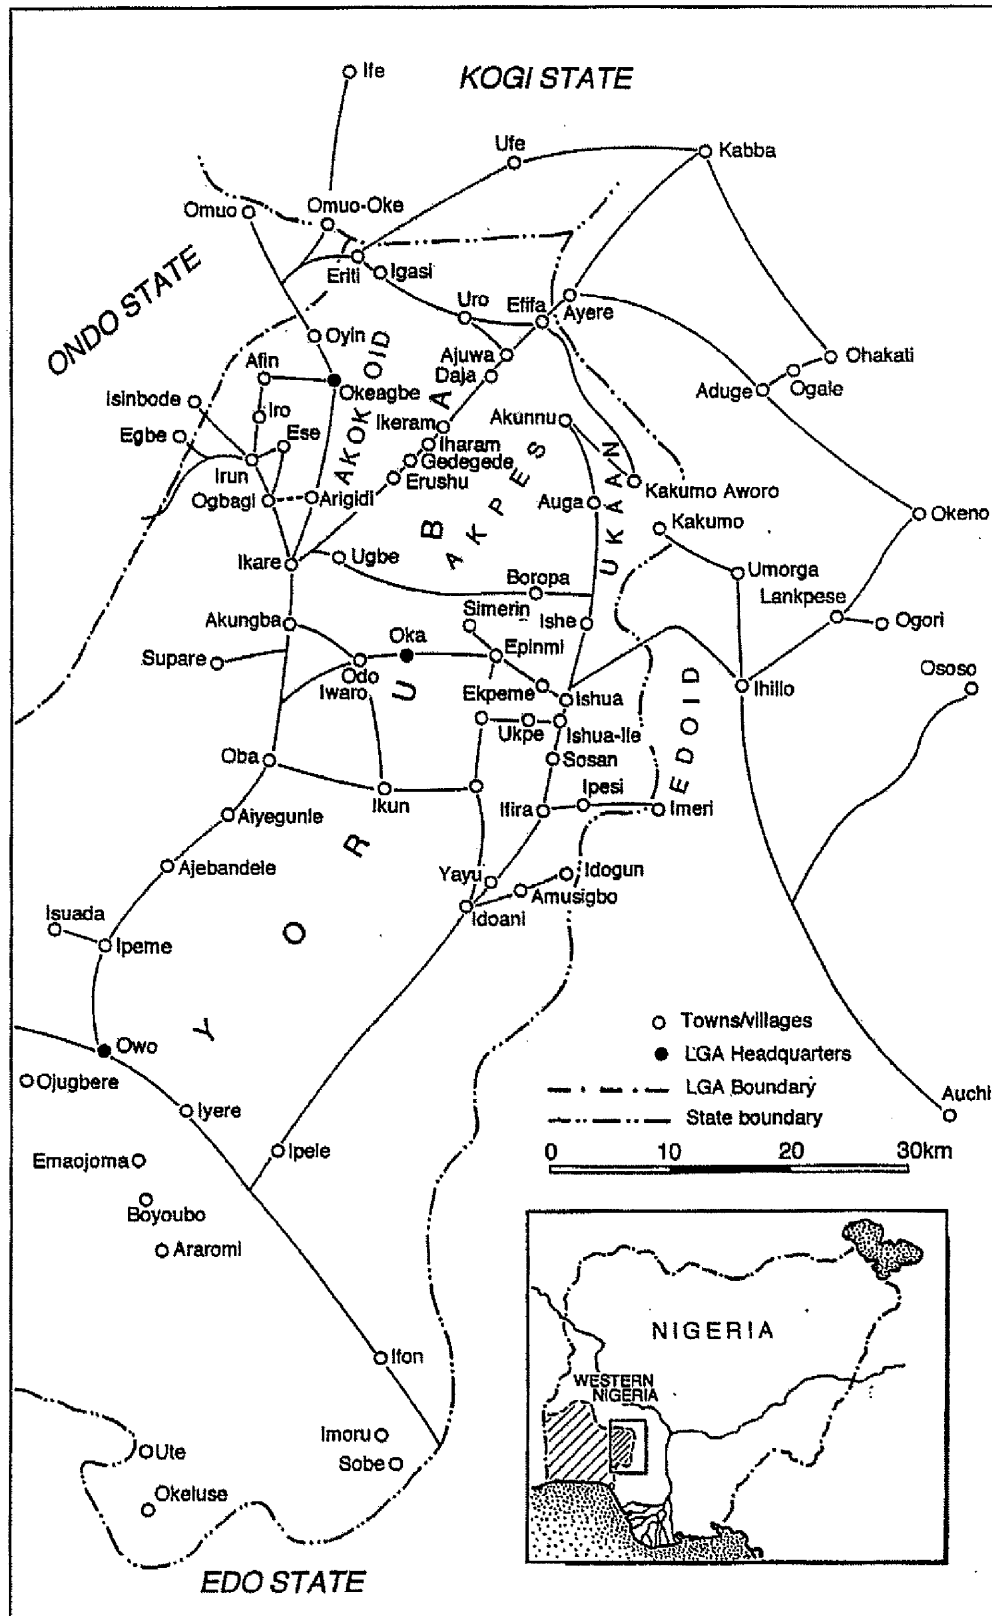 Ife
KOGI STATE
Ufe
Kabba
Omuo
Omuo-Oke
Eriti
Igasi
ONDO STATE
Uro
Efifa
Ayere
Oyin
Afin
Okeagbe
Ajuwa
Daja
Ohakati
Ogale
Aduge
Isinbode
Iro
Ikeram
Akunnu
Egbe
Ese
Iharam
Gedegede
Erushu
Irun
Ogbagi
Arigidi
AKOKOID
AKPES
UKAAN
Auga
Kakumo Aworo
Kakumo
Okeno
Ikare
Ugbe
Boropa
Umorga
Lankpese
Simerin
Ishe
Ogori
Akungba
Oka
Supare
Odo
Iwaro
Epinmi
Ekpeme
Ishua
Ihillo
Ososo
Ukpe
Ishua-Ile
EDOID
Oba
Sosan
Ikun
Ipesi
Ifira
Imeri
Aiyegunle
YORUBA
Ajebandele
Yayu
Idogun
Amusigbo
Idoani
Isuada
Ipeme
Towns/villages
Owo
LGA Headquarters
Ojugbere
LGA Boundary
Auchi
Iyere
State boundary
Emaojoma
Ipele
0 10 20 30km
Boyoubo
Araromi
NIGERIA
Ifon
WESTERN
NIGERIA
Imoru
Ute
Sobe
Okeluse
EDO STATE